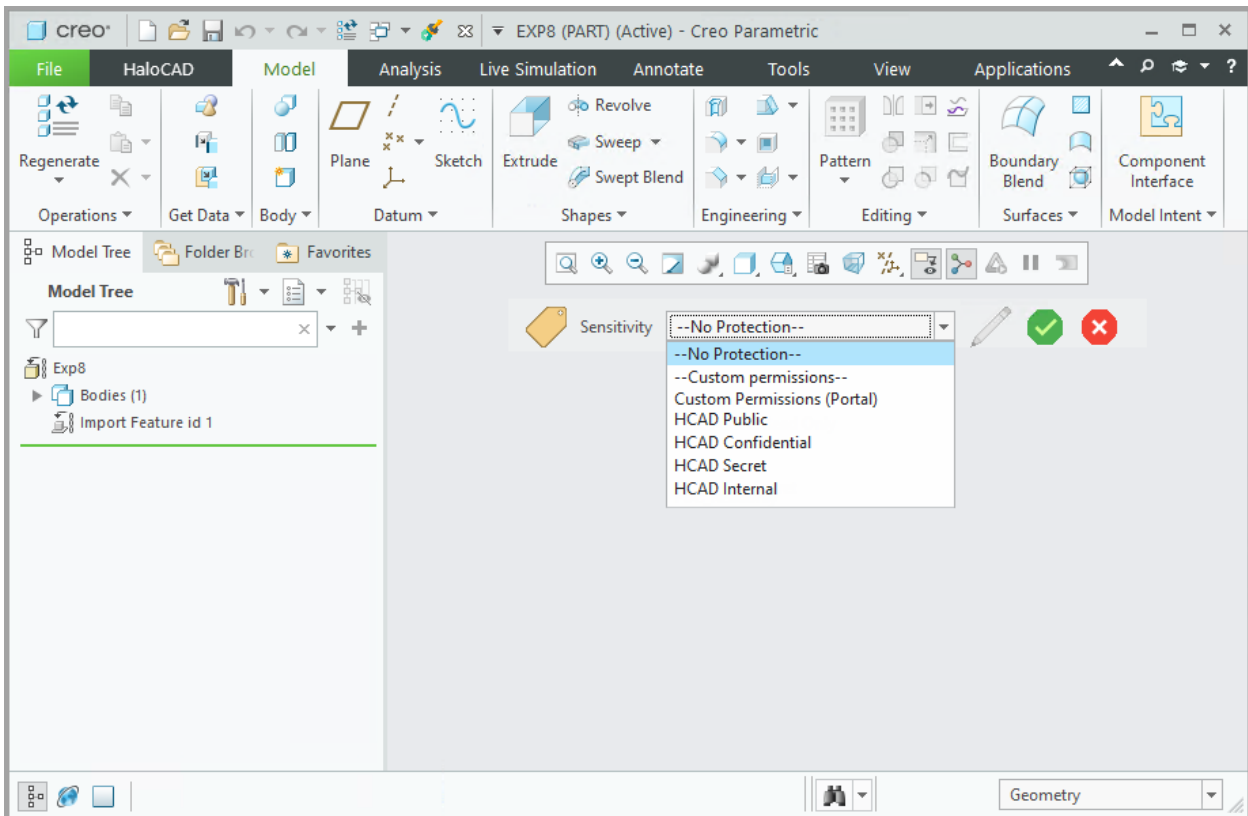 creo EXP8 (PART) (Active) - Creo Parametric
File HaloCAD Model Analysis Live Simulation Annotate Tools View Applications ?
Regenerate
Plane
Sketch
Extrude
Revolve
Sweep
Swept Blend
Pattern
Boundary
Blend
Component
Interface
Operations Get Data Body Datum Shapes Engineering Editing Surfaces Model Intent
Model Tree Folder Bro Favorites
Model Tree
Exp8
Bodies (1)
Import Feature id 1
Sensitivity --No Protection--
--No Protection--
--Custom permissions--
Custom Permissions (Portal)
HCAD Public
HCAD Confidential
HCAD Secret
HCAD Internal
Geometry